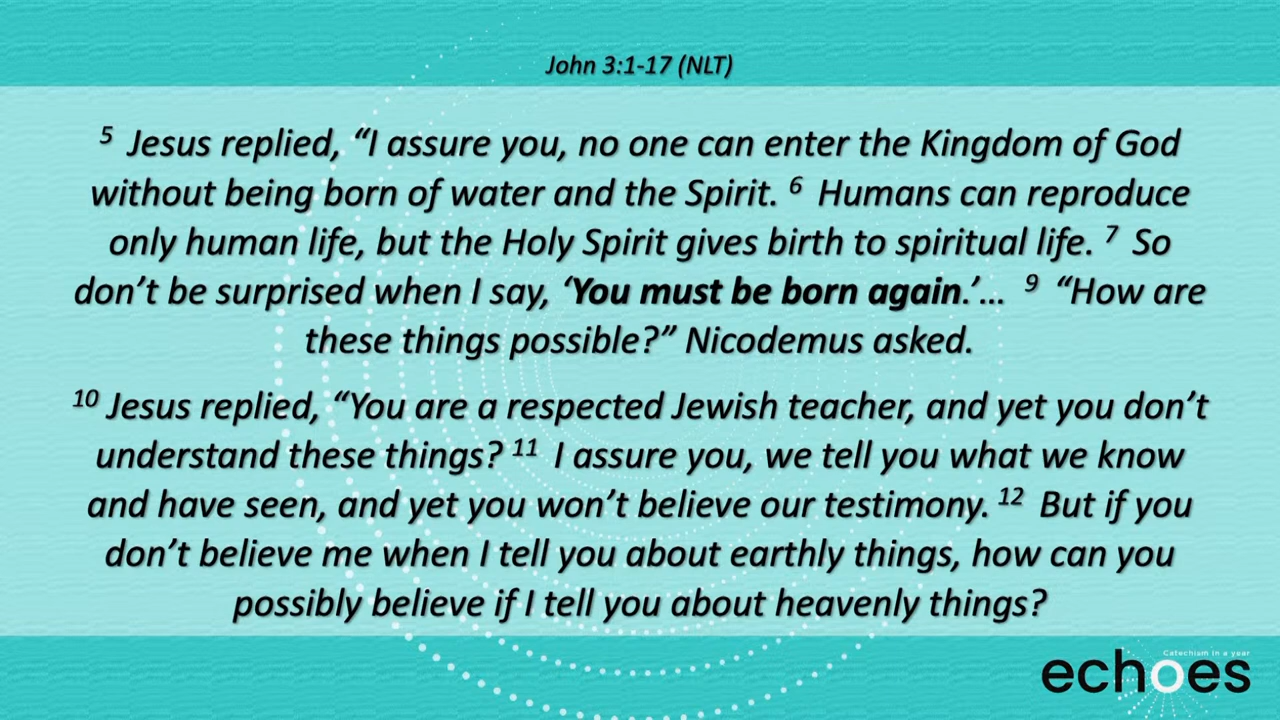 John 3:1-17 (NLT)
5 Jesus replied, “I assure you, no one can enter the Kingdom of God
without being born of water and the Spirit. 6 Humans can reproduce
only human life, but the Holy Spirit gives birth to spiritual life. 7 So
don’t be surprised when I say, ‘You must be born again.’… 9 “How are
these things possible?” Nicodemus asked.
10 Jesus replied, “You are a respected Jewish teacher, and yet you don’t
understand these things? 11 I assure you, we tell you what we know
and have seen, and yet you won’t believe our testimony. 12 But if you
don’t believe me when I tell you about earthly things, how can you
possibly believe if I tell you about heavenly things?
Catechism in a year
echoes